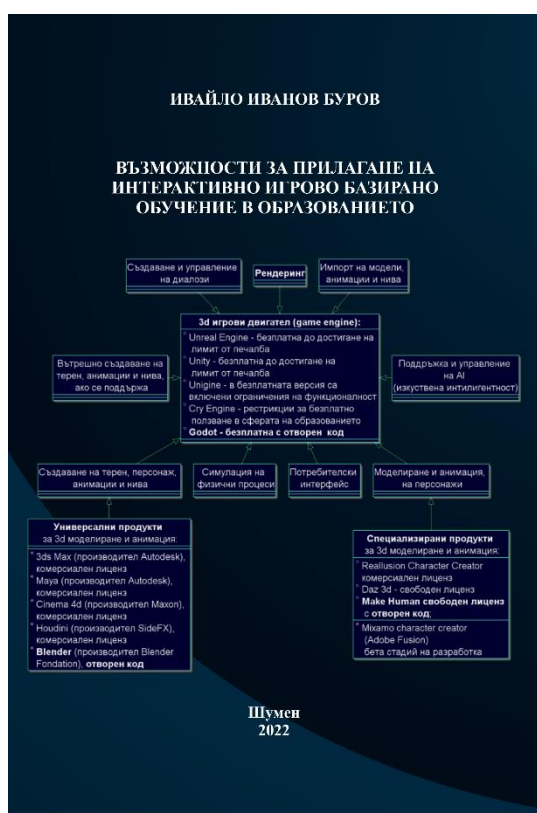 ИВАЙЛО ИВАНОВ БУРОВ
ВЪЗМОЖНОСТИ ЗА ПРИЛАГАНЕ НА
ИНТЕРАКТИВНО ИГРОВО БАЗИРАНО
ОБУЧЕНИЕ В ОБРАЗОВАНИЕТО
Създаване и управление
на диалози
Рендеринг
Импорт на модели,
анимации и нива
3d игрови двигател (game engine):
* Unreal Engine - безплатна до достигане на
лимит от печалба
* Unity - безплатна до достигане на
лимит от печалба
* Unigine - в безплатната версия са
включени ограничения на функционалност
* Cry Engine - рестрикции за безплатно
ползване в сферата на образованието
* Godot - безплатна с отворен код
Вътрешно създаване на
терен, анимации и нива,
ако се поддържа
Поддръжка и управление
на AI
(изкуствена интилигентност)
Създаване на терен, персонаж,
анимации и нива
Симулация на
физични процеси
Потребителски
интерфейс
Моделиране и анимация,
на персонажи
Универсални продукти
за 3d моделиране и анимация:
* 3ds Max (производител Autodesk),
комерсиален лиценз
* Maya (производител Autodesk),
комерсиален лиценз
* Cinema 4d (производител Maxon),
комерсиален лиценз
* Houdini (производител SideFX),
комерсиален лиценз
* Blender (производител Blender
Fondation), отворен код
Специализирани продукти
за 3d моделиране и анимация:
* Reallusion Character Creator
комерсиален лиценз
* Daz 3d - свободен лиценз
* Make Human свободен лиценз
с отворен код;
* Mixamo character creator
(Adobe Fusion)
бета стадий на разработка
Шумен
2022